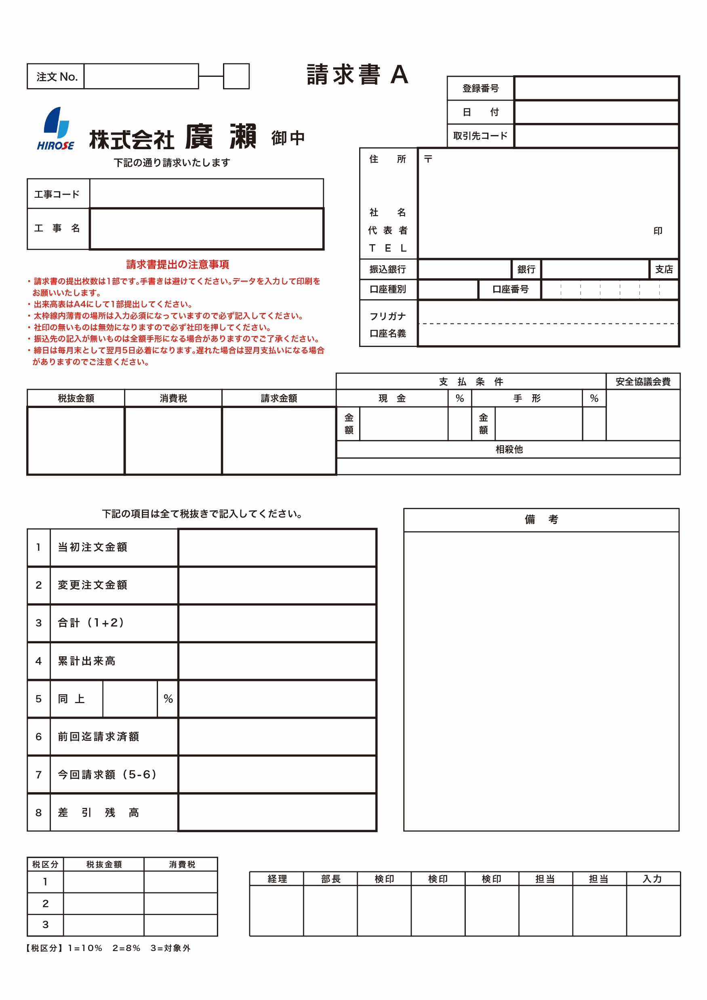 請求書 A
注文 No.
登録番号
日　付
取引先コード
HIROSE
株式会社 廣瀬 御中
下記の通り請求いたします
工事コード
工 事 名
住　所 〒
社　名
代 表 者 印
T E L
振込銀行 銀行 支店
口座種別 口座番号
フリガナ
口座名義
請求書提出の注意事項
・請求書の提出枚数は1部です。手書きは避けてください。データを入力して印刷を
お願いいたします。
・出来高表はA4にして1部提出してください。
・太枠線内薄青の場所は入力必須になっていますので必ず記入してください。
・社印の無いものは無効になりますので必ず社印を押してください。
・振込先の記入が無いものは全額手形になる場合がありますのでご了承ください。
・締日は毎月末として翌月5日必着になります。遅れた場合は翌月支払いになる場合
がありますのでご注意ください。
支 払 条 件 安全協議会費
税抜金額 消費税 請求金額 現 金 % 手 形 %
金額 金額
相殺他
下記の項目は全て税抜きで記入してください。
備 考
1 当初注文金額
2 変更注文金額
3 合計（1+2）
4 累計出来高
5 同 上 %
6 前回迄請求済額
7 今回請求額（5-6）
8 差 引 残 高
税区分 税抜金額 消費税
1
2
3
【税区分】1=10% 2=8% 3=対象外
経理 部長 検印 検印 検印 担当 担当 入力